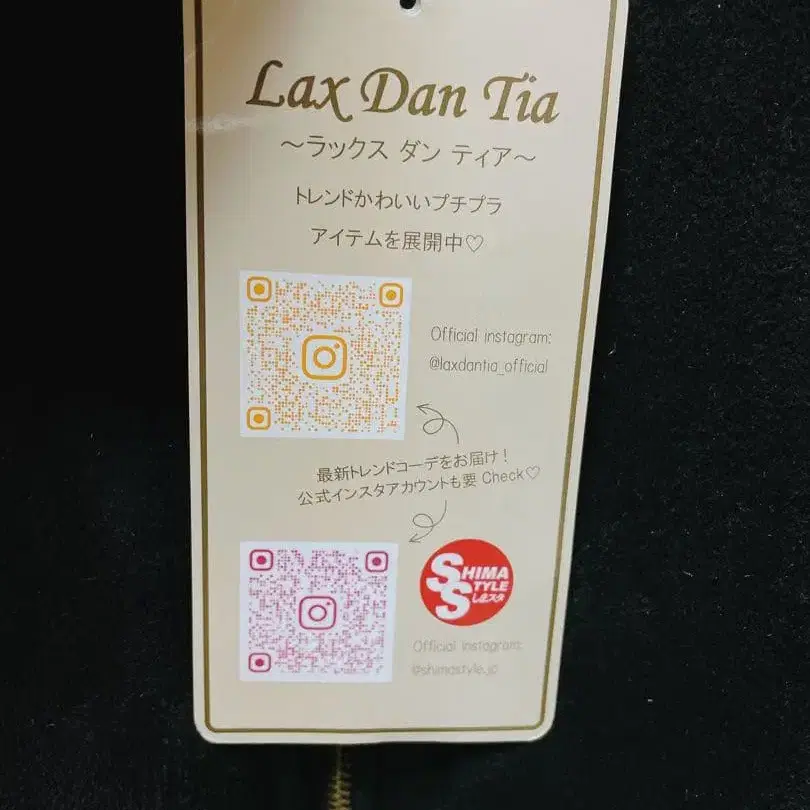 Lax Dan Tia
～ラックス ダン ティア～
トレンドかわいいプチプラ
アイテムを展開中♡
Official instagram:
@laxdantia_official
最新トレンドコーデをお届け！
公式インスタアカウントも要 Check♡
SHIMA
STYLE
しまスタ
Official instagram:
@shimastyle.jc